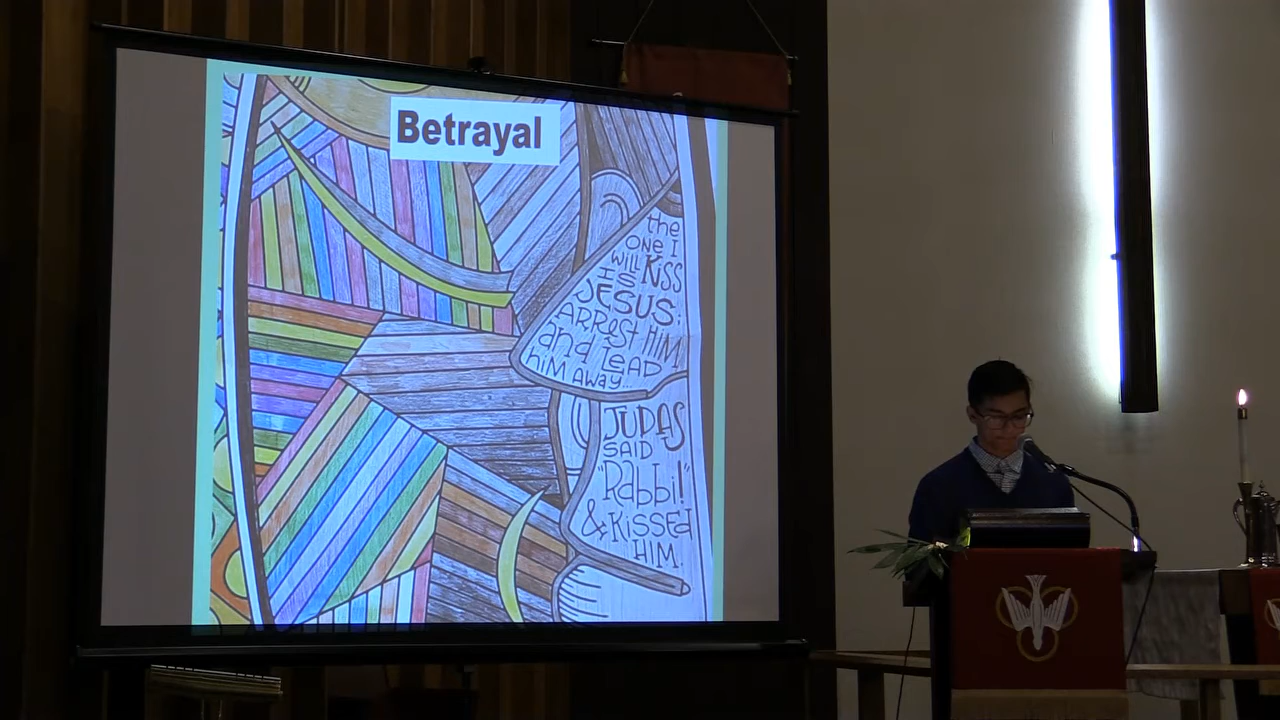 Betrayal
the
ONE I
WILL KISS
IS
JESUS.
ARREST HIM
and LEAD
HIM AWAY...
JUDAS
SAID
"Rabbi!"
& KISSED
HIM.